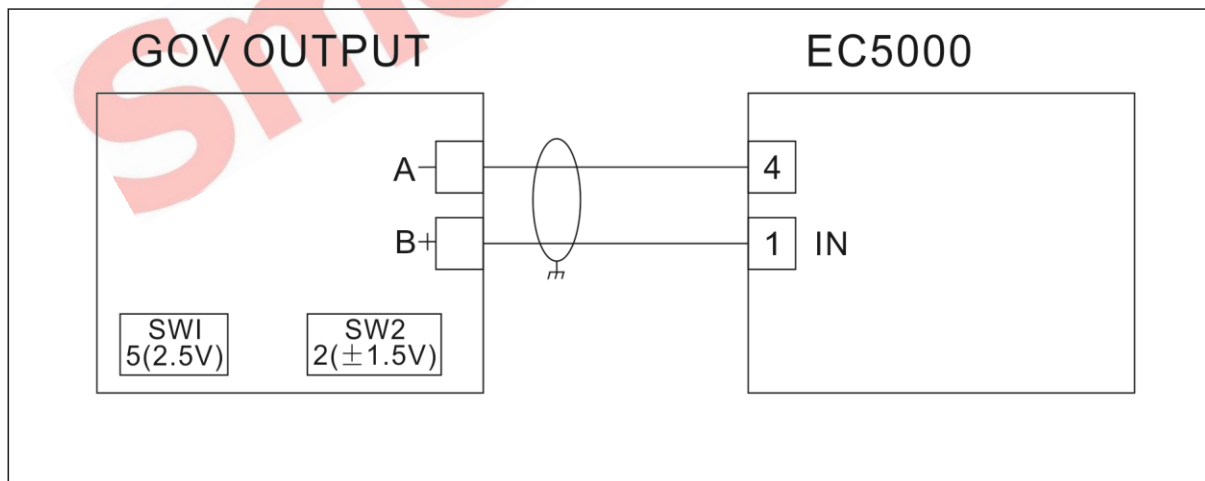 GOV OUTPUT
EC5000
A-
4
B+
1
IN
SWI
5(2.5V)
SW2
2(±1.5V)